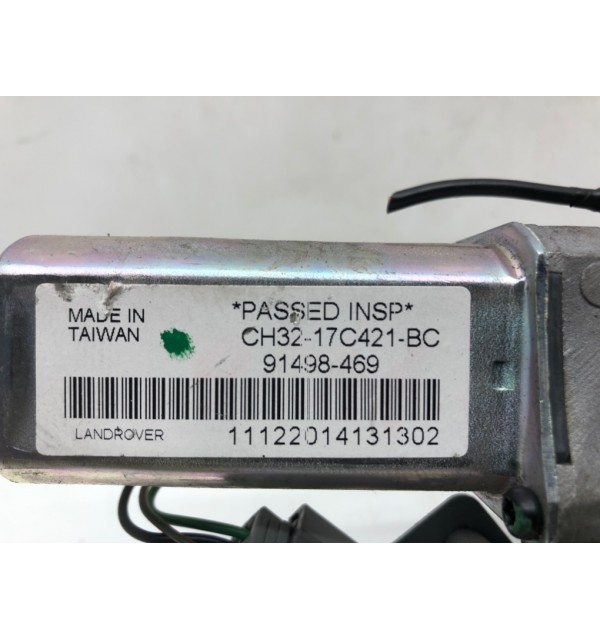 MADE IN
TAIWAN
*PASSED INSP*
CH32-17C421-BC
91498-469
LANDROVER
11122014131302